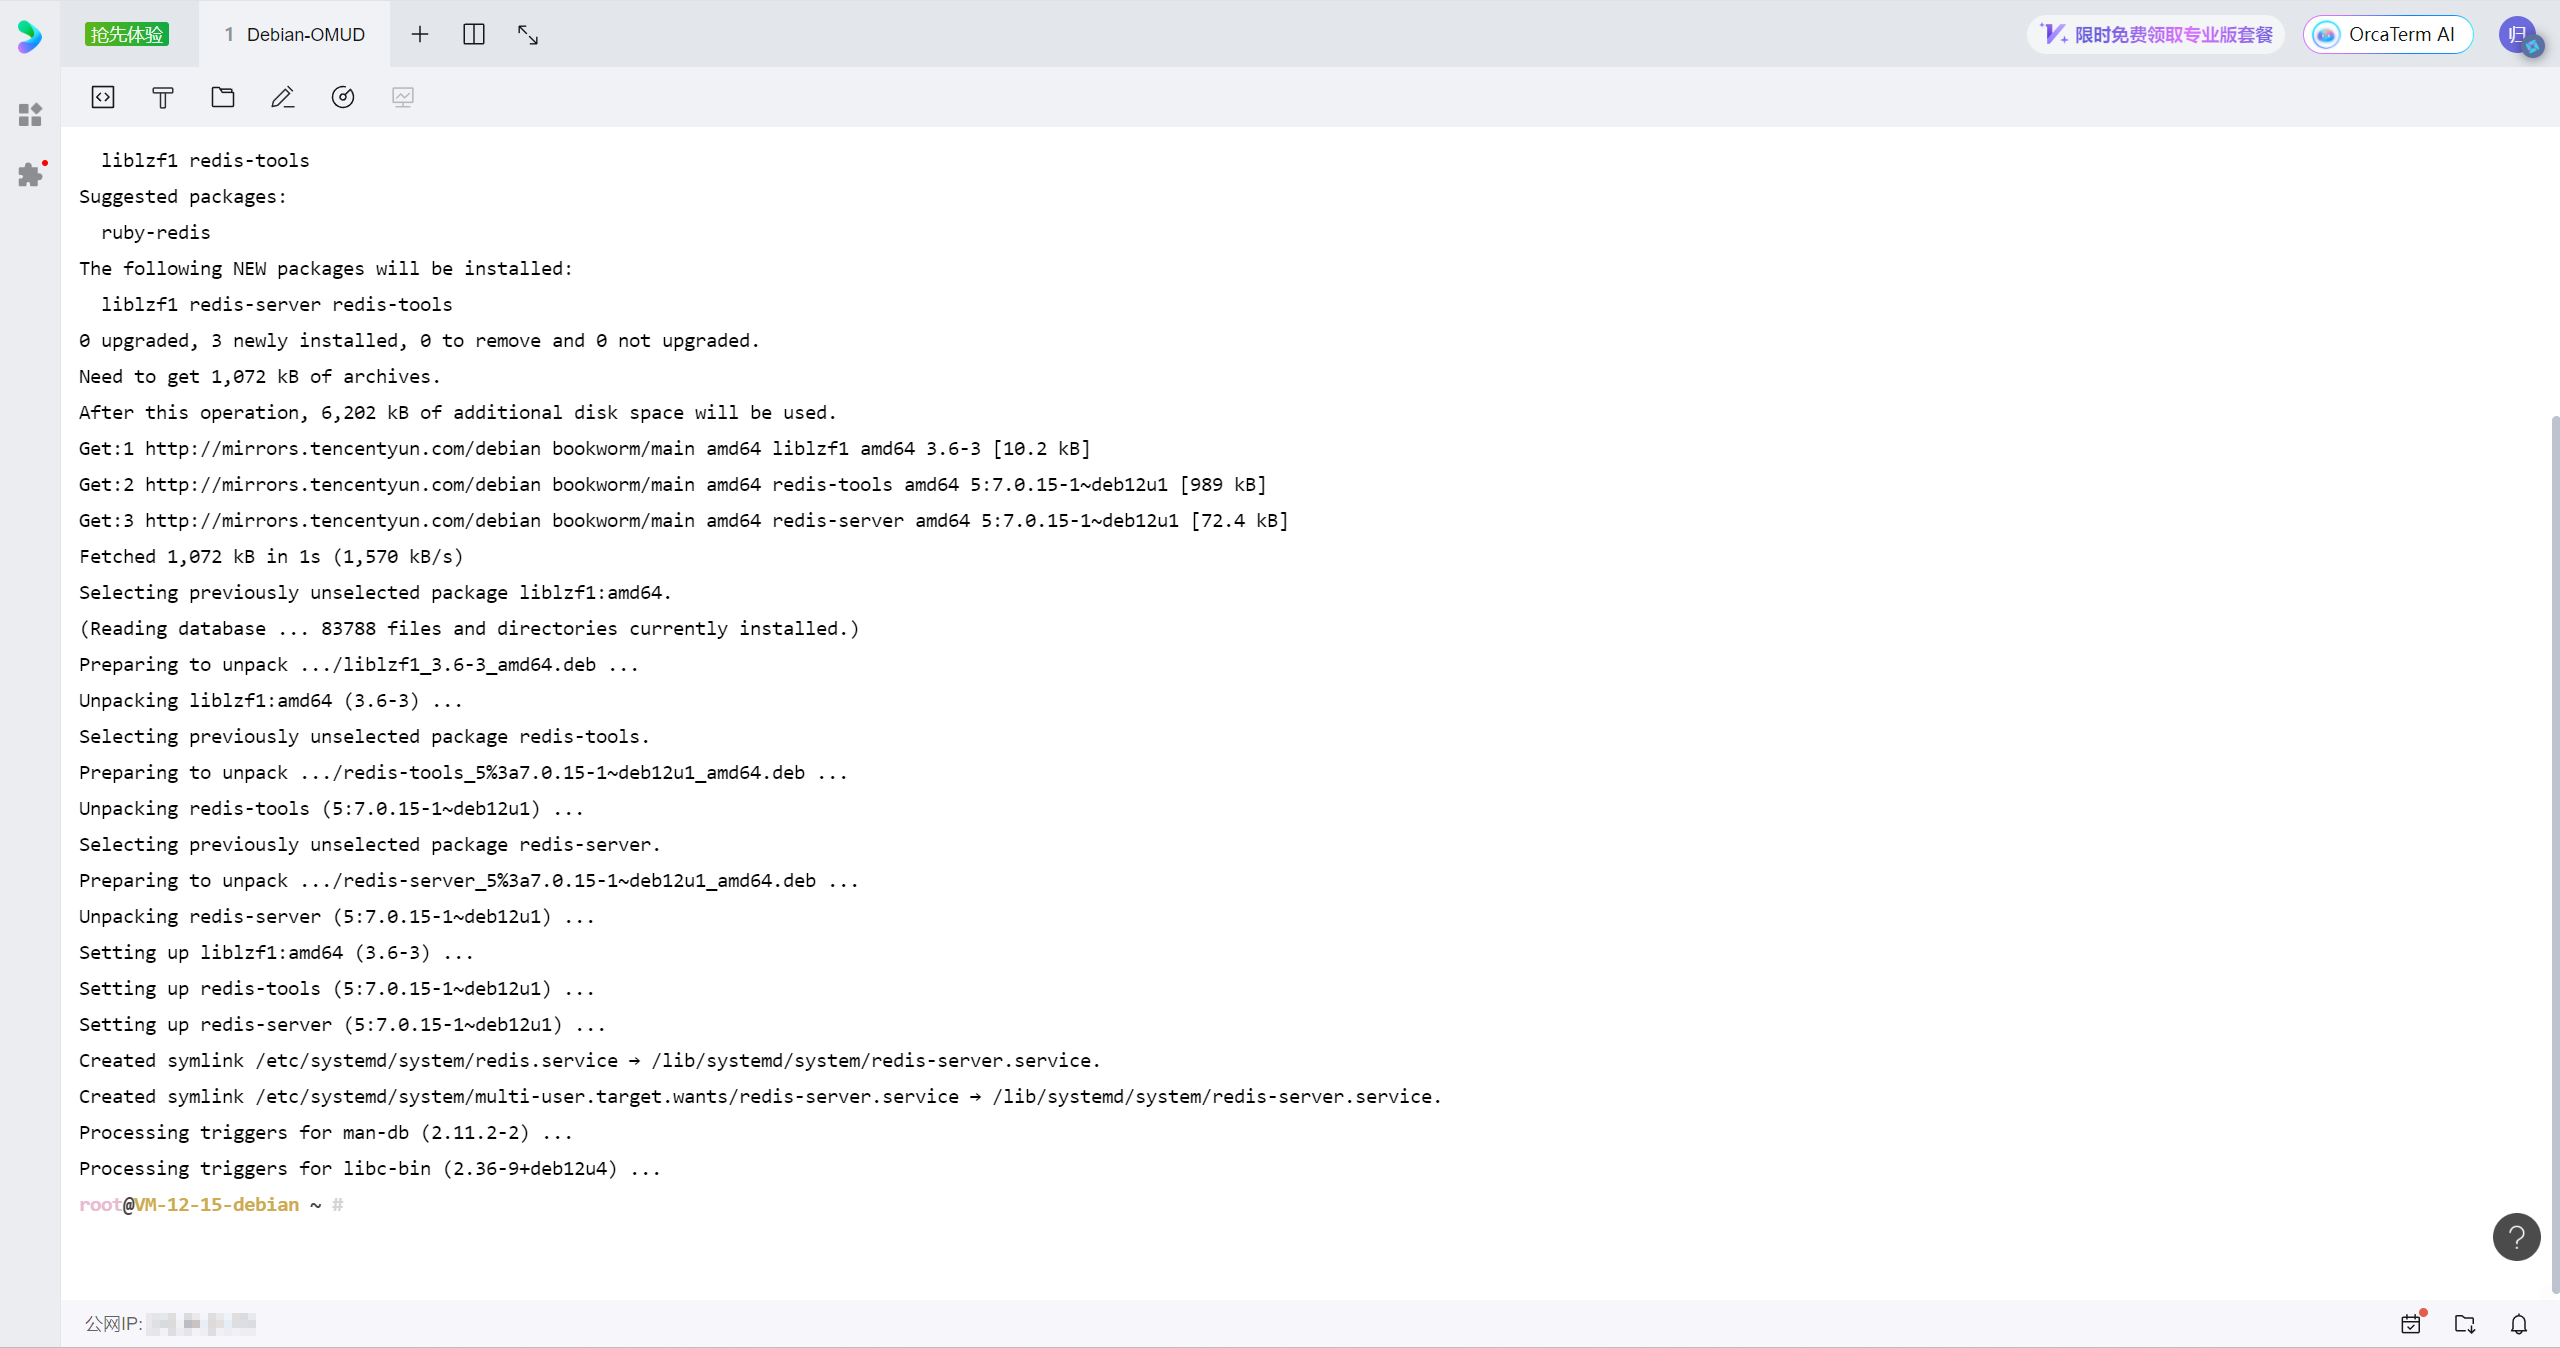 抢先体验
1 Debian-OMUD
限时免费领取专业版套餐
OrcaTerm AI
归
liblzf1 redis-tools
Suggested packages:
ruby-redis
The following NEW packages will be installed:
liblzf1 redis-server redis-tools
0 upgraded, 3 newly installed, 0 to remove and 0 not upgraded.
Need to get 1,072 kB of archives.
After this operation, 6,202 kB of additional disk space will be used.
Get:1 http://mirrors.tencentyun.com/debian bookworm/main amd64 liblzf1 amd64 3.6-3 [10.2 kB]
Get:2 http://mirrors.tencentyun.com/debian bookworm/main amd64 redis-tools amd64 5:7.0.15-1~deb12u1 [989 kB]
Get:3 http://mirrors.tencentyun.com/debian bookworm/main amd64 redis-server amd64 5:7.0.15-1~deb12u1 [72.4 kB]
Fetched 1,072 kB in 1s (1,570 kB/s)
Selecting previously unselected package liblzf1:amd64.
(Reading database ... 83788 files and directories currently installed.)
Preparing to unpack .../liblzf1_3.6-3_amd64.deb ...
Unpacking liblzf1:amd64 (3.6-3) ...
Selecting previously unselected package redis-tools.
Preparing to unpack .../redis-tools_5%3a7.0.15-1~deb12u1_amd64.deb ...
Unpacking redis-tools (5:7.0.15-1~deb12u1) ...
Selecting previously unselected package redis-server.
Preparing to unpack .../redis-server_5%3a7.0.15-1~deb12u1_amd64.deb ...
Unpacking redis-server (5:7.0.15-1~deb12u1) ...
Setting up liblzf1:amd64 (3.6-3) ...
Setting up redis-tools (5:7.0.15-1~deb12u1) ...
Setting up redis-server (5:7.0.15-1~deb12u1) ...
Created symlink /etc/systemd/system/redis.service → /lib/systemd/system/redis-server.service.
Created symlink /etc/systemd/system/multi-user.target.wants/redis-server.service → /lib/systemd/system/redis-server.service.
Processing triggers for man-db (2.11.2-2) ...
Processing triggers for libc-bin (2.36-9+deb12u4) ...
root@VM-12-15-debian ~ #
公网IP: